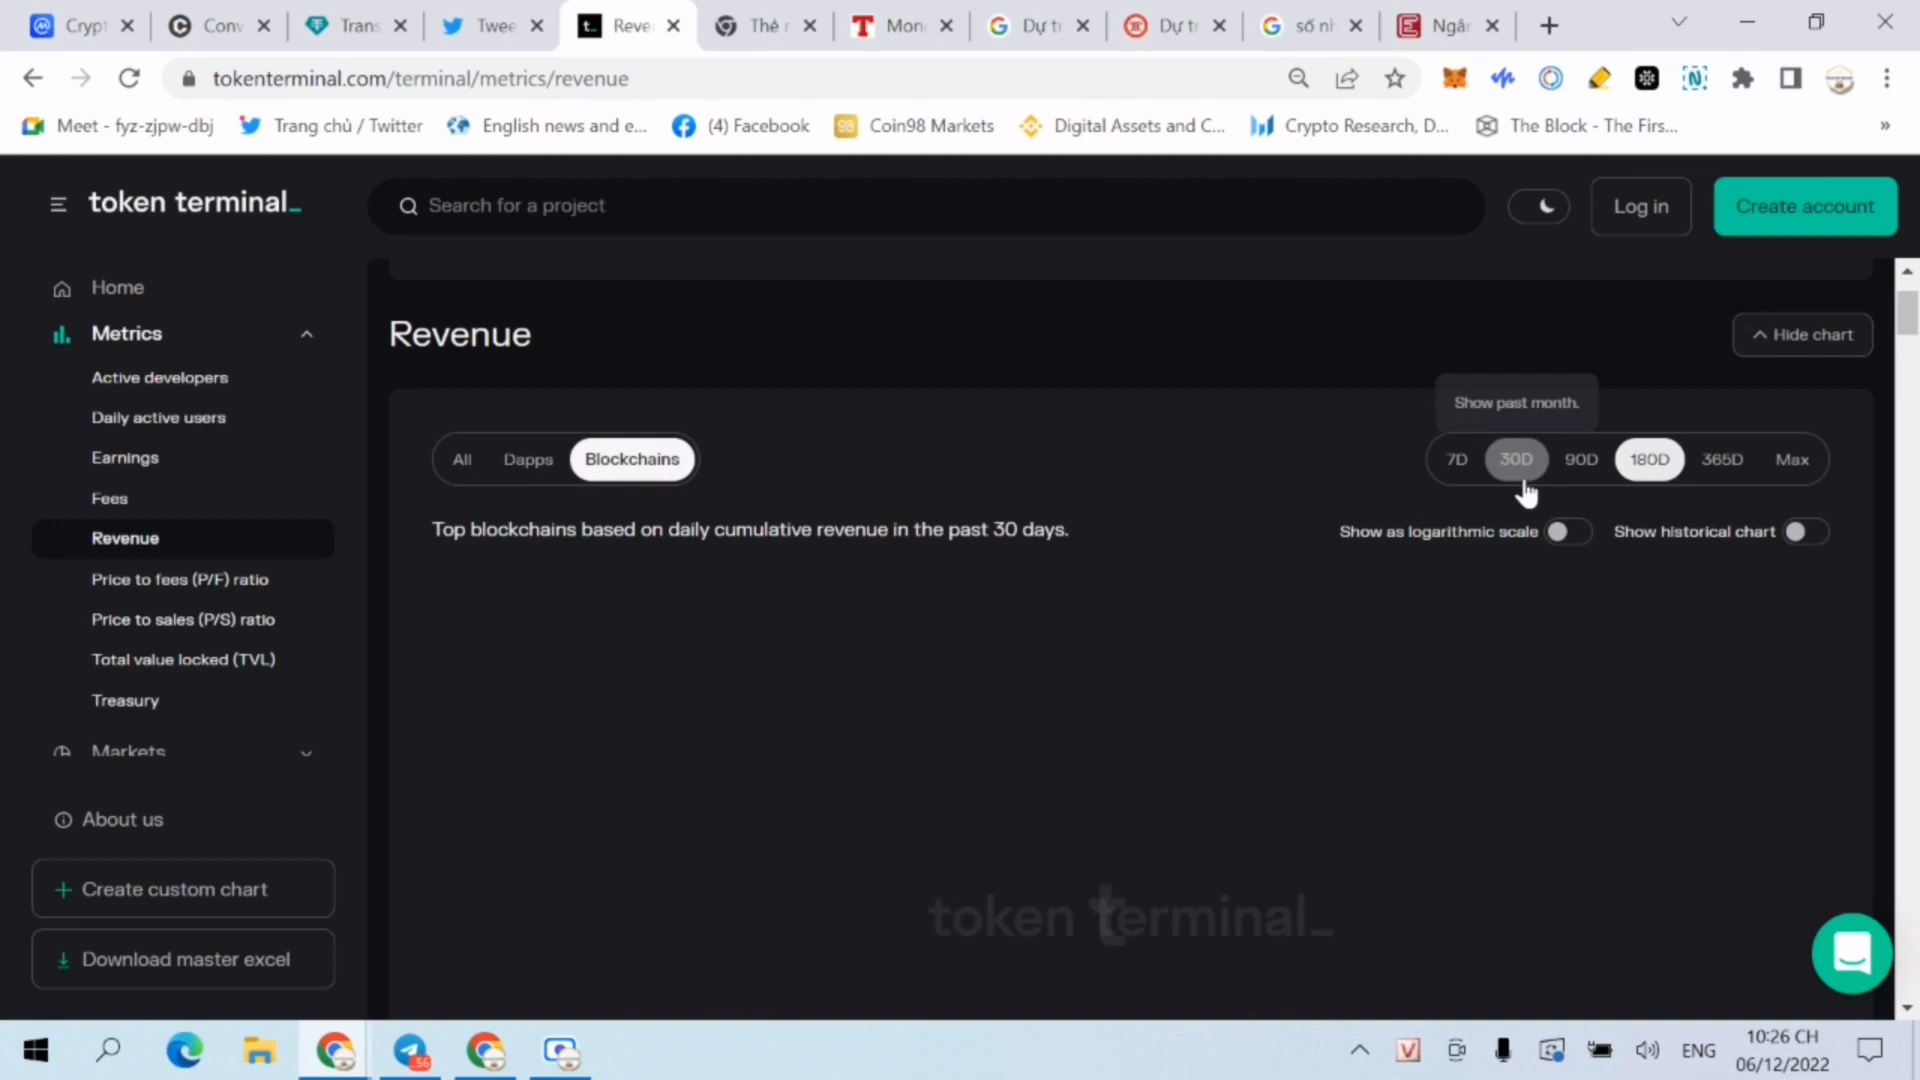 Crypt
Conv
Trans
Twee
t_
Reve
Thẻ r
T
Mon
Dự tr
Dự tr
số nh
E
Ngân
tokenterminal.com/terminal/metrics/revenue
Meet - fyz-zjpw-dbj
Trang chủ / Twitter
English news and e...
(4) Facebook
98
Coin98 Markets
Digital Assets and C...
Crypto Research, D...
The Block - The Firs...
»
token terminal_
Search for a project
Log in
Create account
Home
Metrics
Active developers
Daily active users
Earnings
Fees
Revenue
Price to fees (P/F) ratio
Price to sales (P/S) ratio
Total value locked (TVL)
Treasury
Markets
About us
Create custom chart
Download master excel
Revenue
Hide chart
Show past month.
All
Dapps
Blockchains
7D
30D
90D
180D
365D
Max
Top blockchains based on daily cumulative revenue in the past 30 days.
Show as logarithmic scale
Show historical chart
token terminal_
56
V
ENG
10:26 CH
06/12/2022